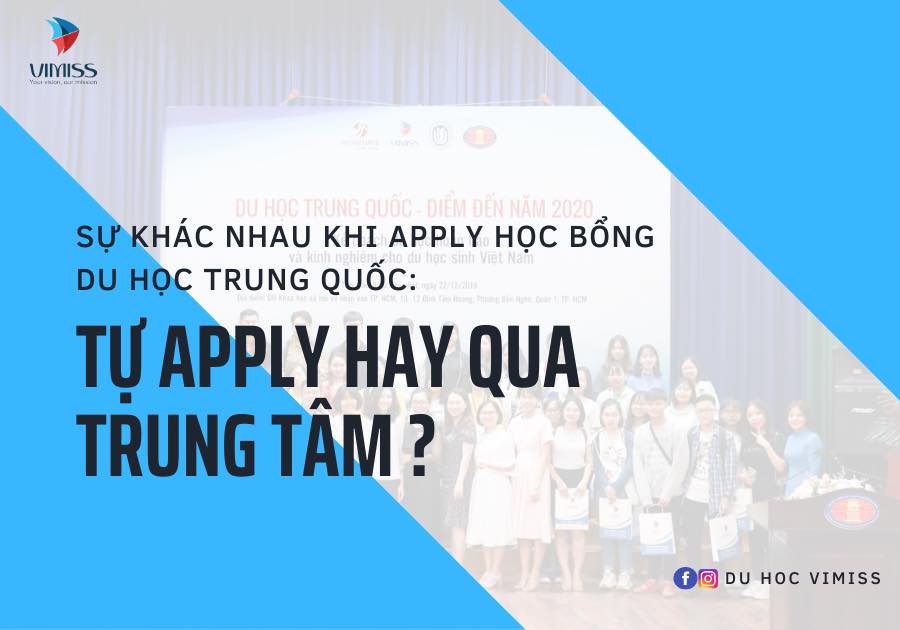 VIMISS
Your vision, our mission
DU HỌC TRUNG QUỐC - ĐIỂM ĐẾN NĂM 2020
SỰ KHÁC NHAU KHI APPLY HỌC BỔNG
và kinh nghiệm cho du học sinh Việt Nam
DU HỌC TRUNG QUỐC:
TỰ APPLY HAY QUA
TRUNG TÂM ?
DU HOC VIMISS